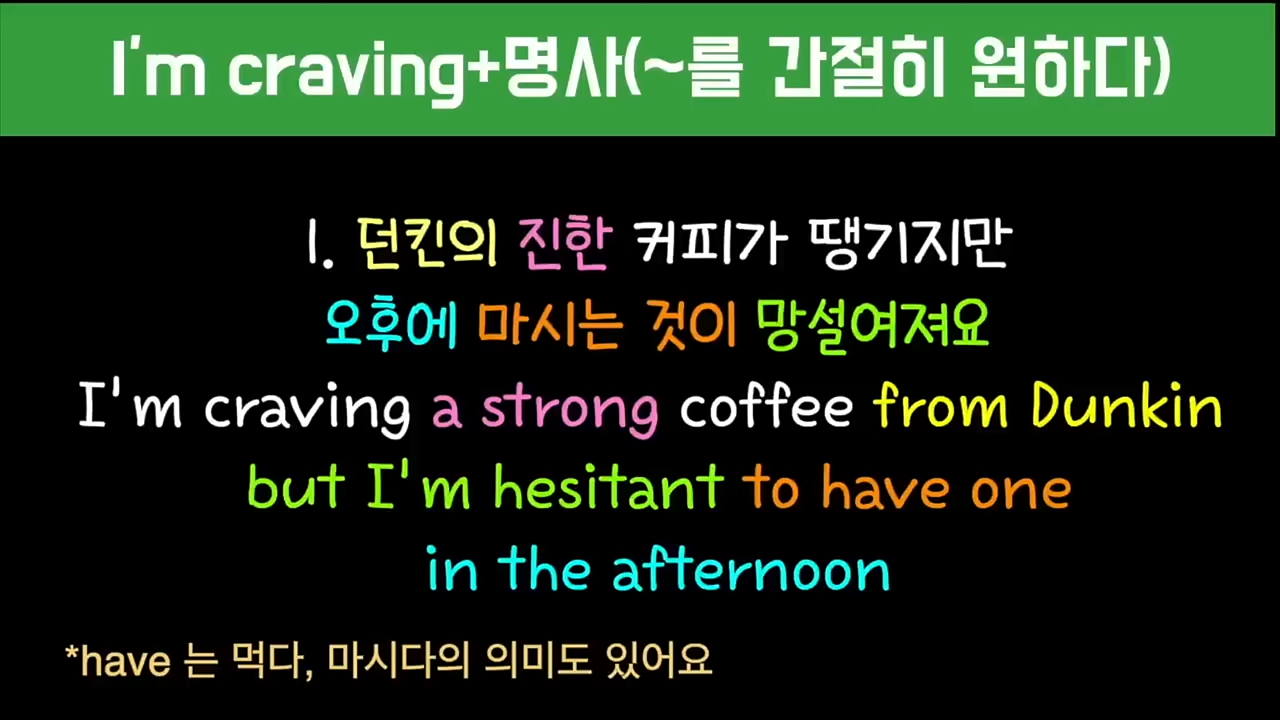 I'm craving+명사(~를 간절히 원하다)
1. 던킨의 진한 커피가 땡기지만
오후에 마시는 것이 망설여져요
I'm craving a strong coffee from Dunkin
but I'm hesitant to have one
in the afternoon
*have 는 먹다, 마시다의 의미도 있어요